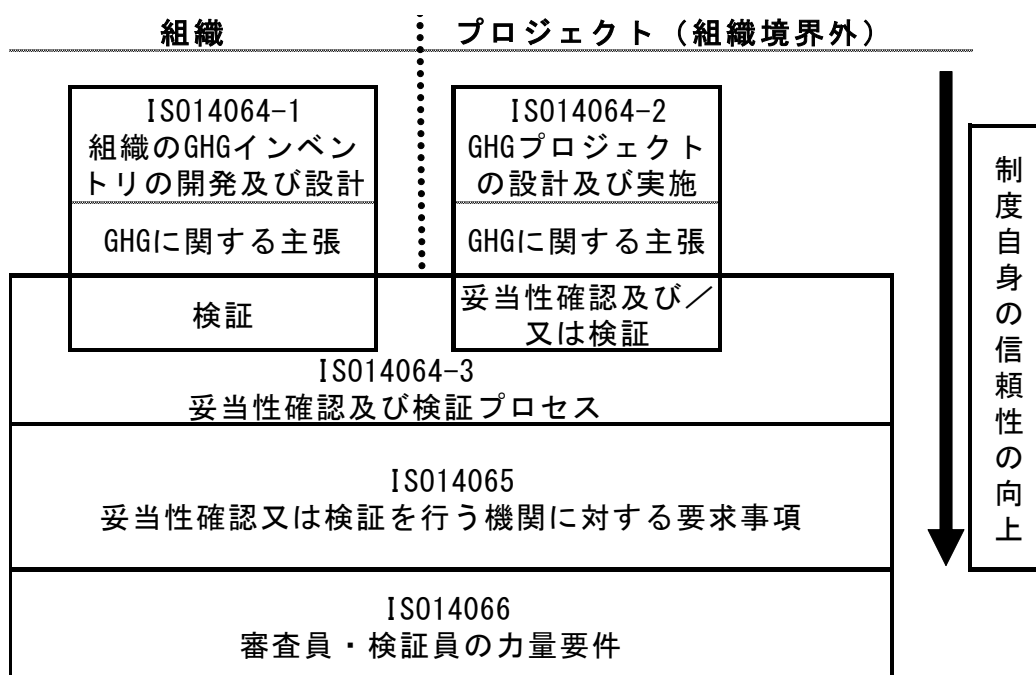 組織
プロジェクト（組織境界外）
ISO14064-1
組織のGHGインベン
トリの開発及び設計
GHGに関する主張
検証
ISO14064-2
GHGプロジェクト
の設計及び実施
GHGに関する主張
妥当性確認及び／
又は検証
ISO14064-3
妥当性確認及び検証プロセス
ISO14065
妥当性確認又は検証を行う機関に対する要求事項
ISO14066
審査員・検証員の力量要件
制度自身の信頼性の向上